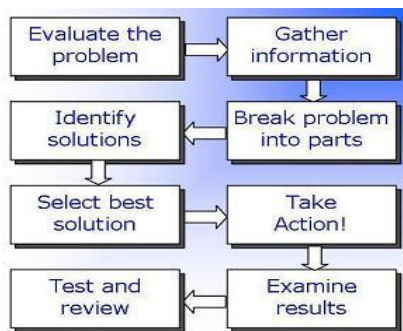 Evaluate the
problem
Gather
information
Break problem
into parts
Identify
solutions
Select best
solution
Take
Action!
Examine
results
Test and
review